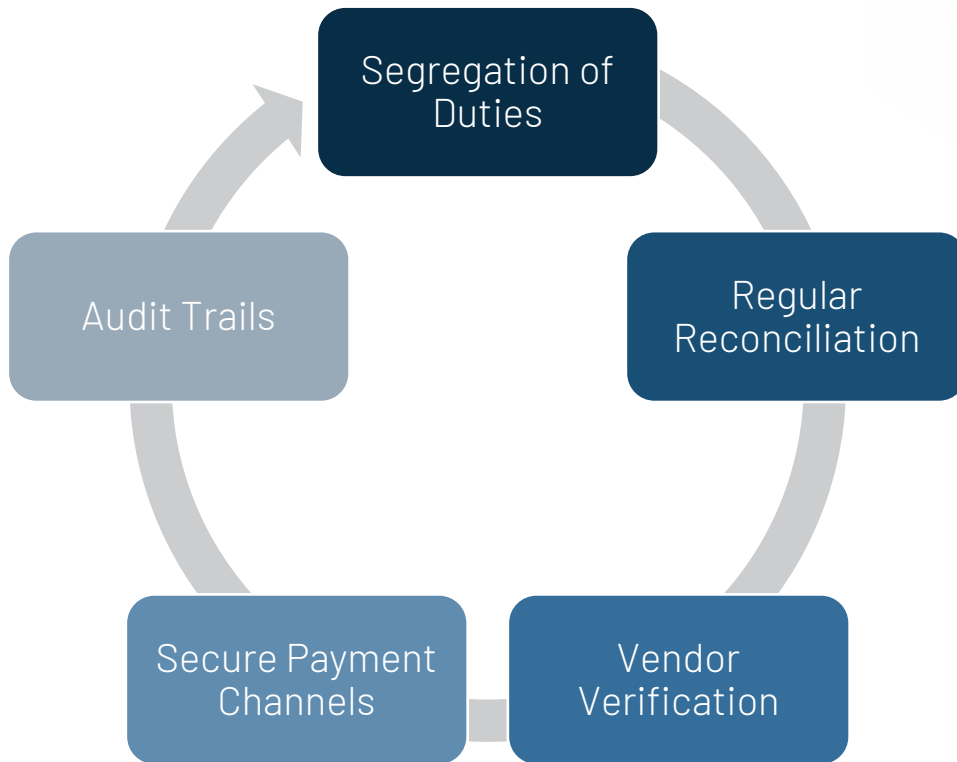 Segregation of
Duties
Regular
Reconciliation
Vendor
Verification
Secure Payment
Channels
Audit Trails